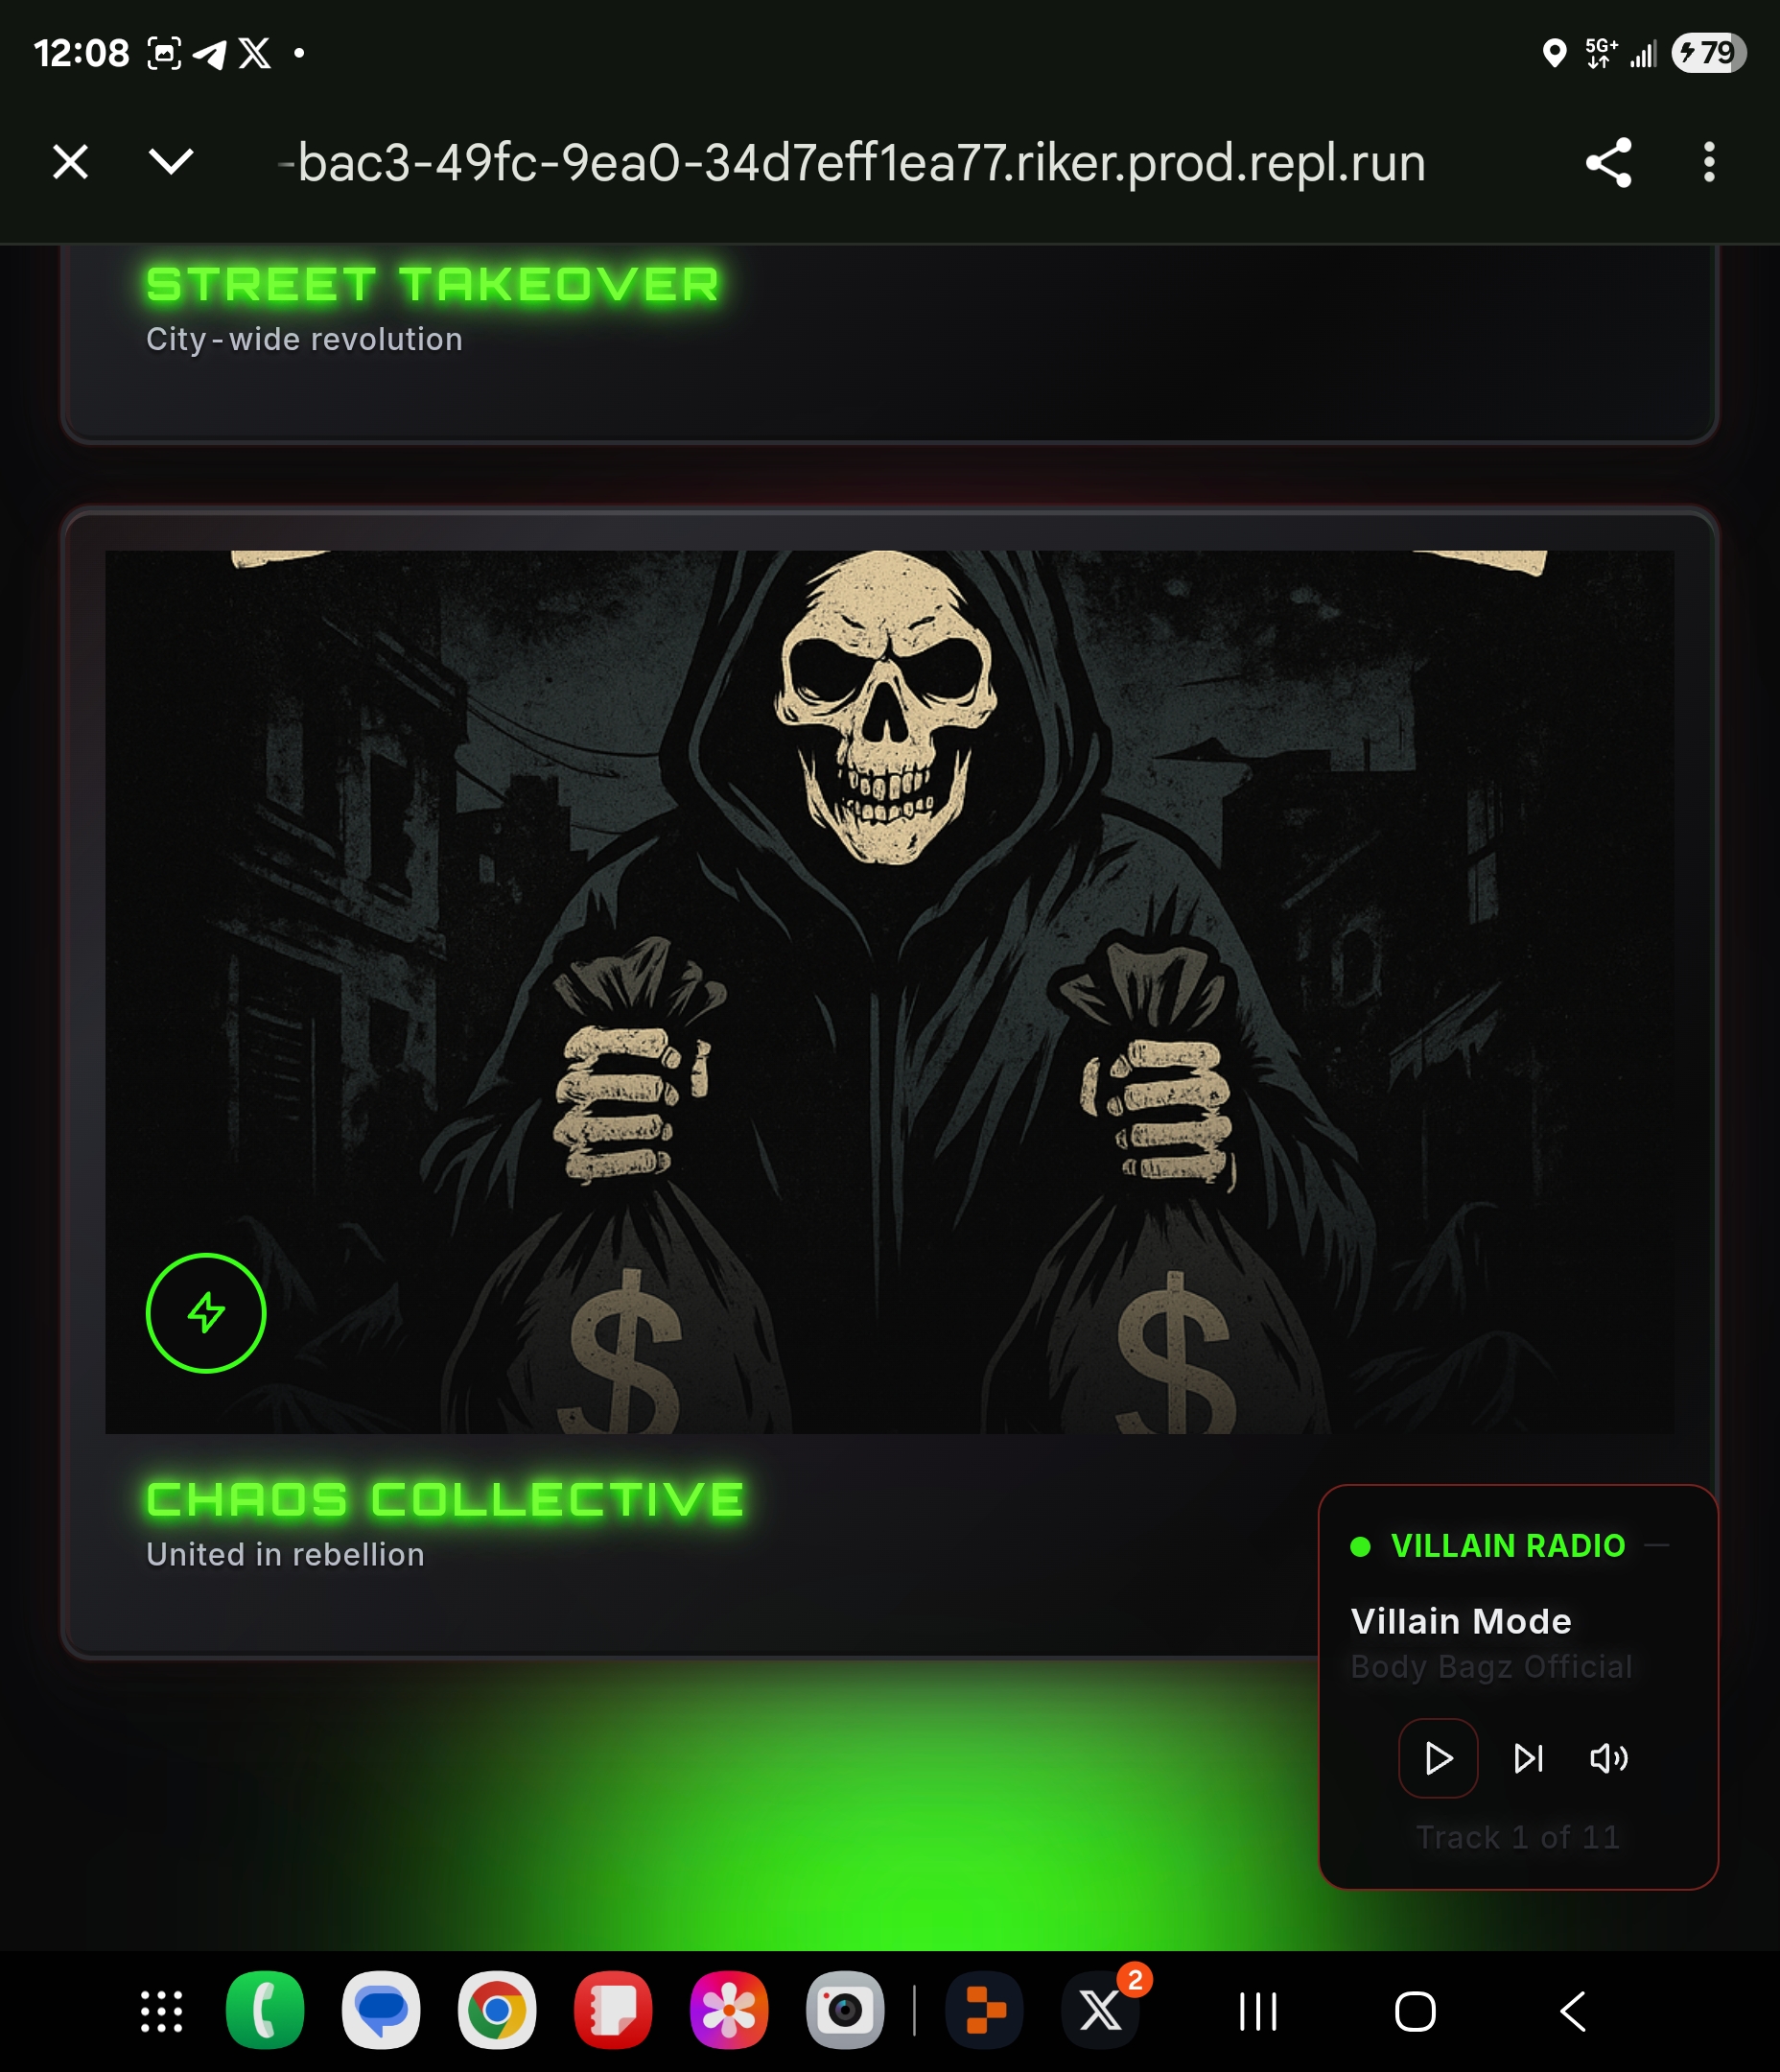 12:08
5G+
79
-bac3-49fc-9ea0-34d7eff1ea77.riker.prod.repl.run
STREET TAKEOVER
City-wide revolution
$ $
CHAOS COLLECTIVE
United in rebellion
VILLAIN RADIO
Villain Mode
Body Bagz Official
Track 1 of 11
2